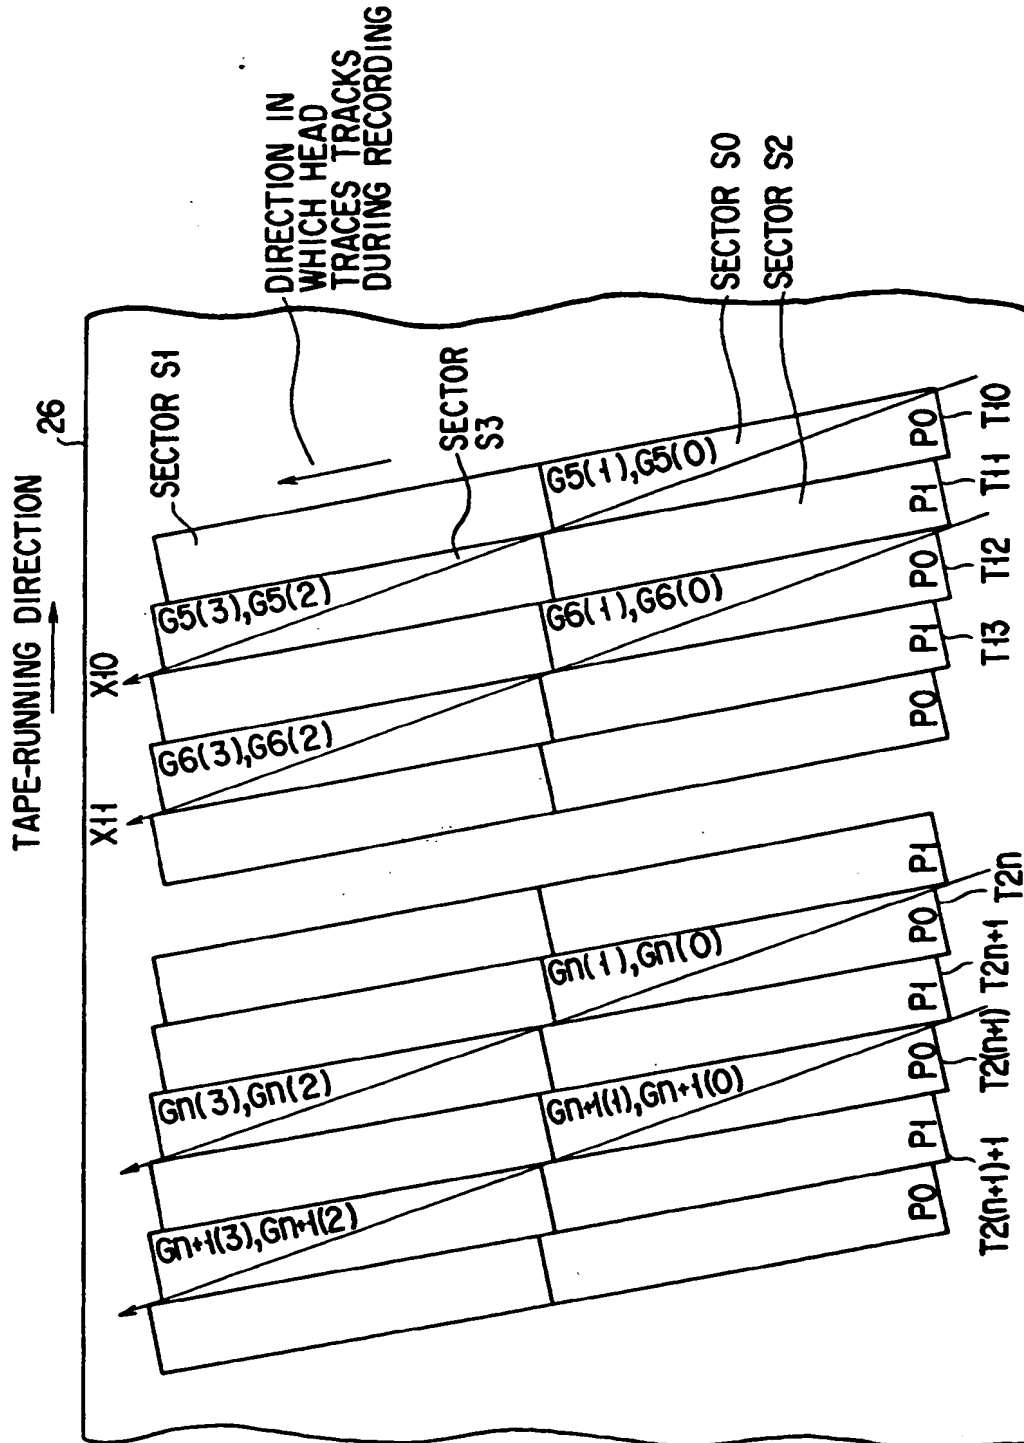 TAPE-RUNNING DIRECTION
26
X11
X10
SECTOR S1
DIRECTION IN
WHICH HEAD
TRACES TRACKS
DURING RECORDING
SECTOR
S3
Gn+1(3),Gn+1(2)
Gn(3),Gn(2)
G6(3),G6(2)
G5(3),G5(2)
Gn+1(1),Gn+1(0)
Gn(1),Gn(0)
G6(1),G6(0)
G5(1),G5(0)
SECTOR S0
SECTOR S2
P0
P1
P0
P1
P0
P1
P0
P1
P0
P1
P0
T2(n+1)+1
T2(n+1)
T2n+1
T2n
T13
T12
T11
T10